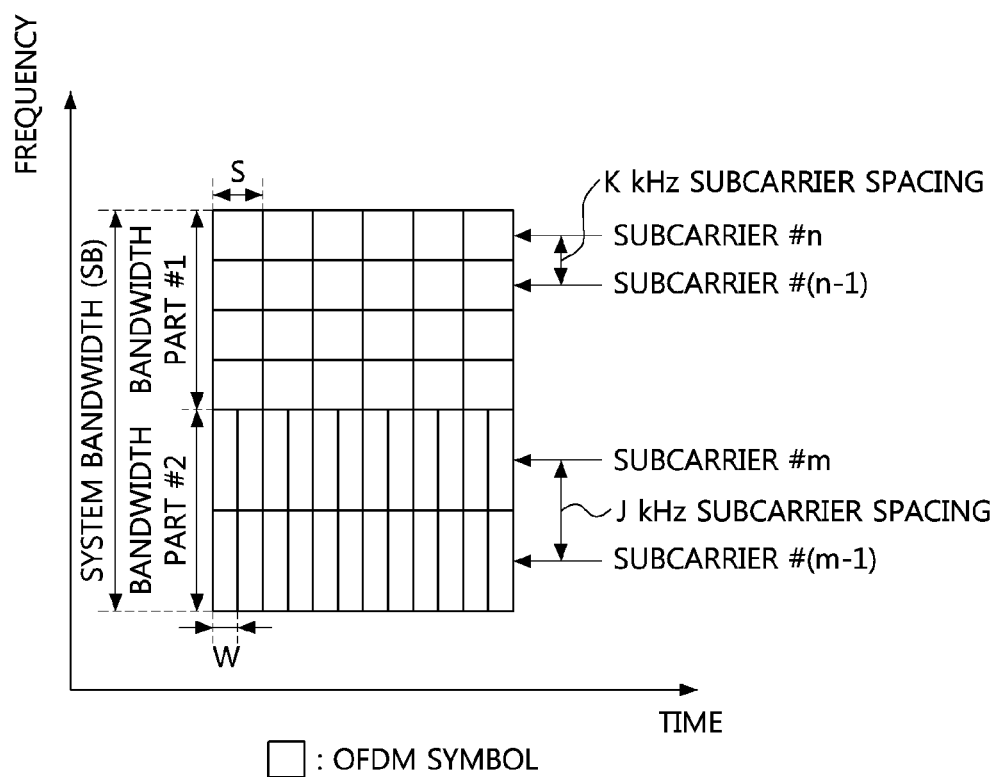 FREQUENCY
S
K kHz SUBCARRIER SPACING
SUBCARRIER #n
SUBCARRIER #(n-1)
SYSTEM BANDWIDTH (SB)
BANDWIDTH
PART #1
BANDWIDTH
PART #2
SUBCARRIER #m
J kHz SUBCARRIER SPACING
SUBCARRIER #(m-1)
W
TIME
: OFDM SYMBOL